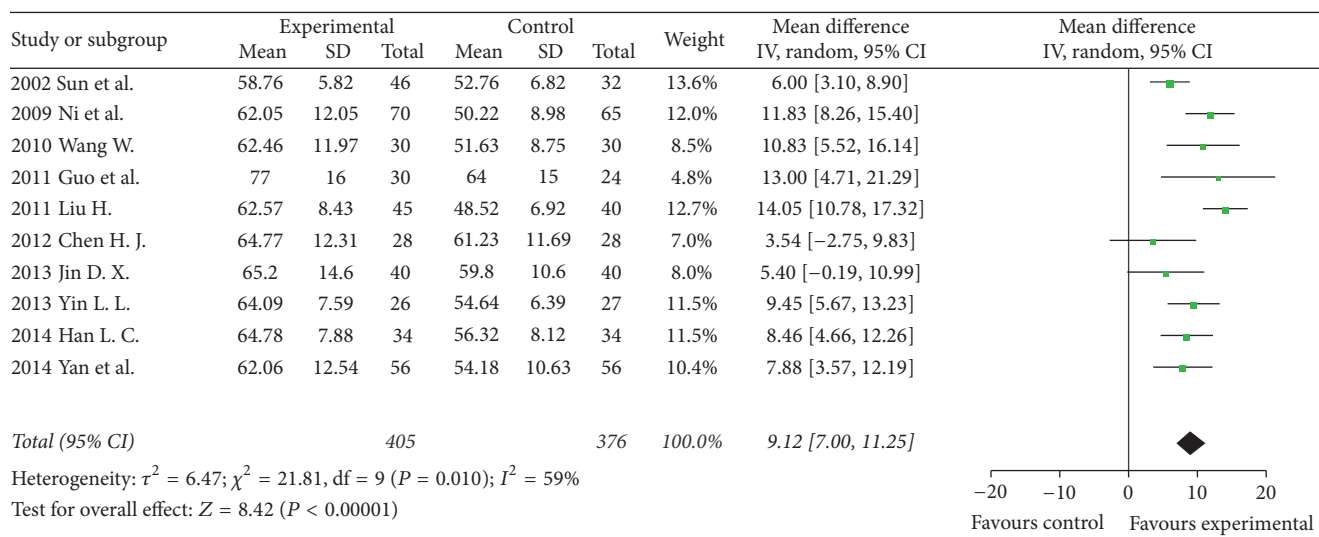 Study or subgroup Experimental Control Weight Mean difference Mean difference
Mean SD Total Mean SD Total IV, random, 95% CI IV, random, 95% CI
2002 Sun et al. 58.76 5.82 46 52.76 6.82 32 13.6% 6.00 [3.10, 8.90]
2009 Ni et al. 62.05 12.05 70 50.22 8.98 65 12.0% 11.83 [8.26, 15.40]
2010 Wang W. 62.46 11.97 30 51.63 8.75 30 8.5% 10.83 [5.52, 16.14]
2011 Guo et al. 77 16 30 64 15 24 4.8% 13.00 [4.71, 21.29]
2011 Liu H. 62.57 8.43 45 48.52 6.92 40 12.7% 14.05 [10.78, 17.32]
2012 Chen H. J. 64.77 12.31 28 61.23 11.69 28 7.0% 3.54 [−2.75, 9.83]
2013 Jin D. X. 65.2 14.6 40 59.8 10.6 40 8.0% 5.40 [−0.19, 10.99]
2013 Yin L. L. 64.09 7.59 26 54.64 6.39 27 11.5% 9.45 [5.67, 13.23]
2014 Han L. C. 64.78 7.88 34 56.32 8.12 34 11.5% 8.46 [4.66, 12.26]
2014 Yan et al. 62.06 12.54 56 54.18 10.63 56 10.4% 7.88 [3.57, 12.19]
Total (95% CI) 405 376 100.0% 9.12 [7.00, 11.25]
Heterogeneity: τ² = 6.47; χ² = 21.81, df = 9 (P = 0.010); I² = 59%
Test for overall effect: Z = 8.42 (P < 0.00001)
−20 −10 0 10 20
Favours control Favours experimental